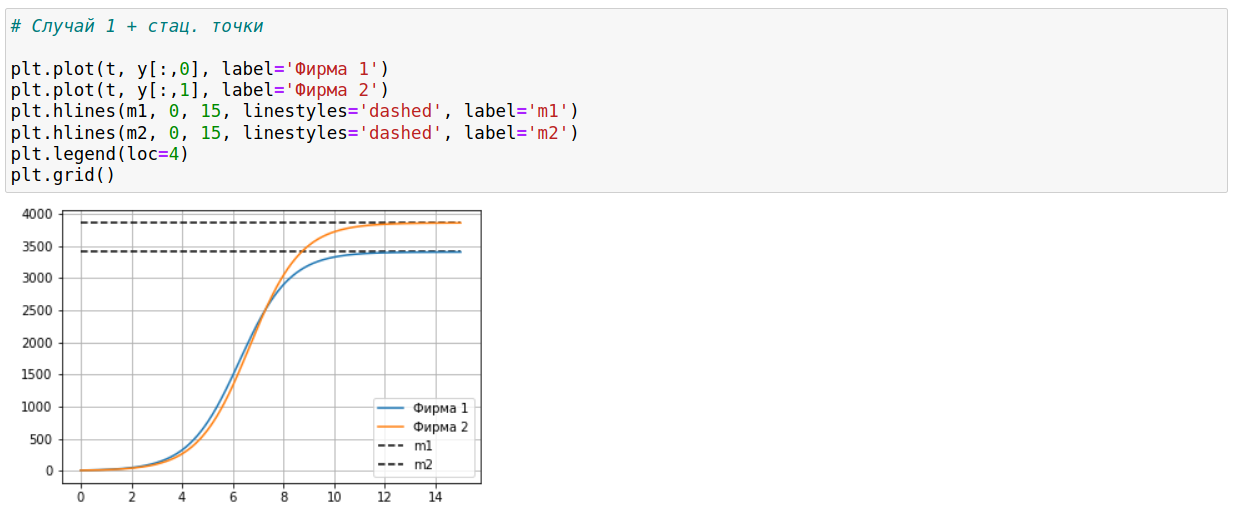 # Случай 1 + стац. точки
plt.plot(t, y[:,0], label='Фирма 1')
plt.plot(t, y[:,1], label='Фирма 2')
plt.hlines(m1, 0, 15, linestyles='dashed', label='m1')
plt.hlines(m2, 0, 15, linestyles='dashed', label='m2')
plt.legend(loc=4)
plt.grid()
4000
3500
3000
2500
2000
1500
1000
500
0
Фирма 1
Фирма 2
m1
m2
0 2 4 6 8 10 12 14